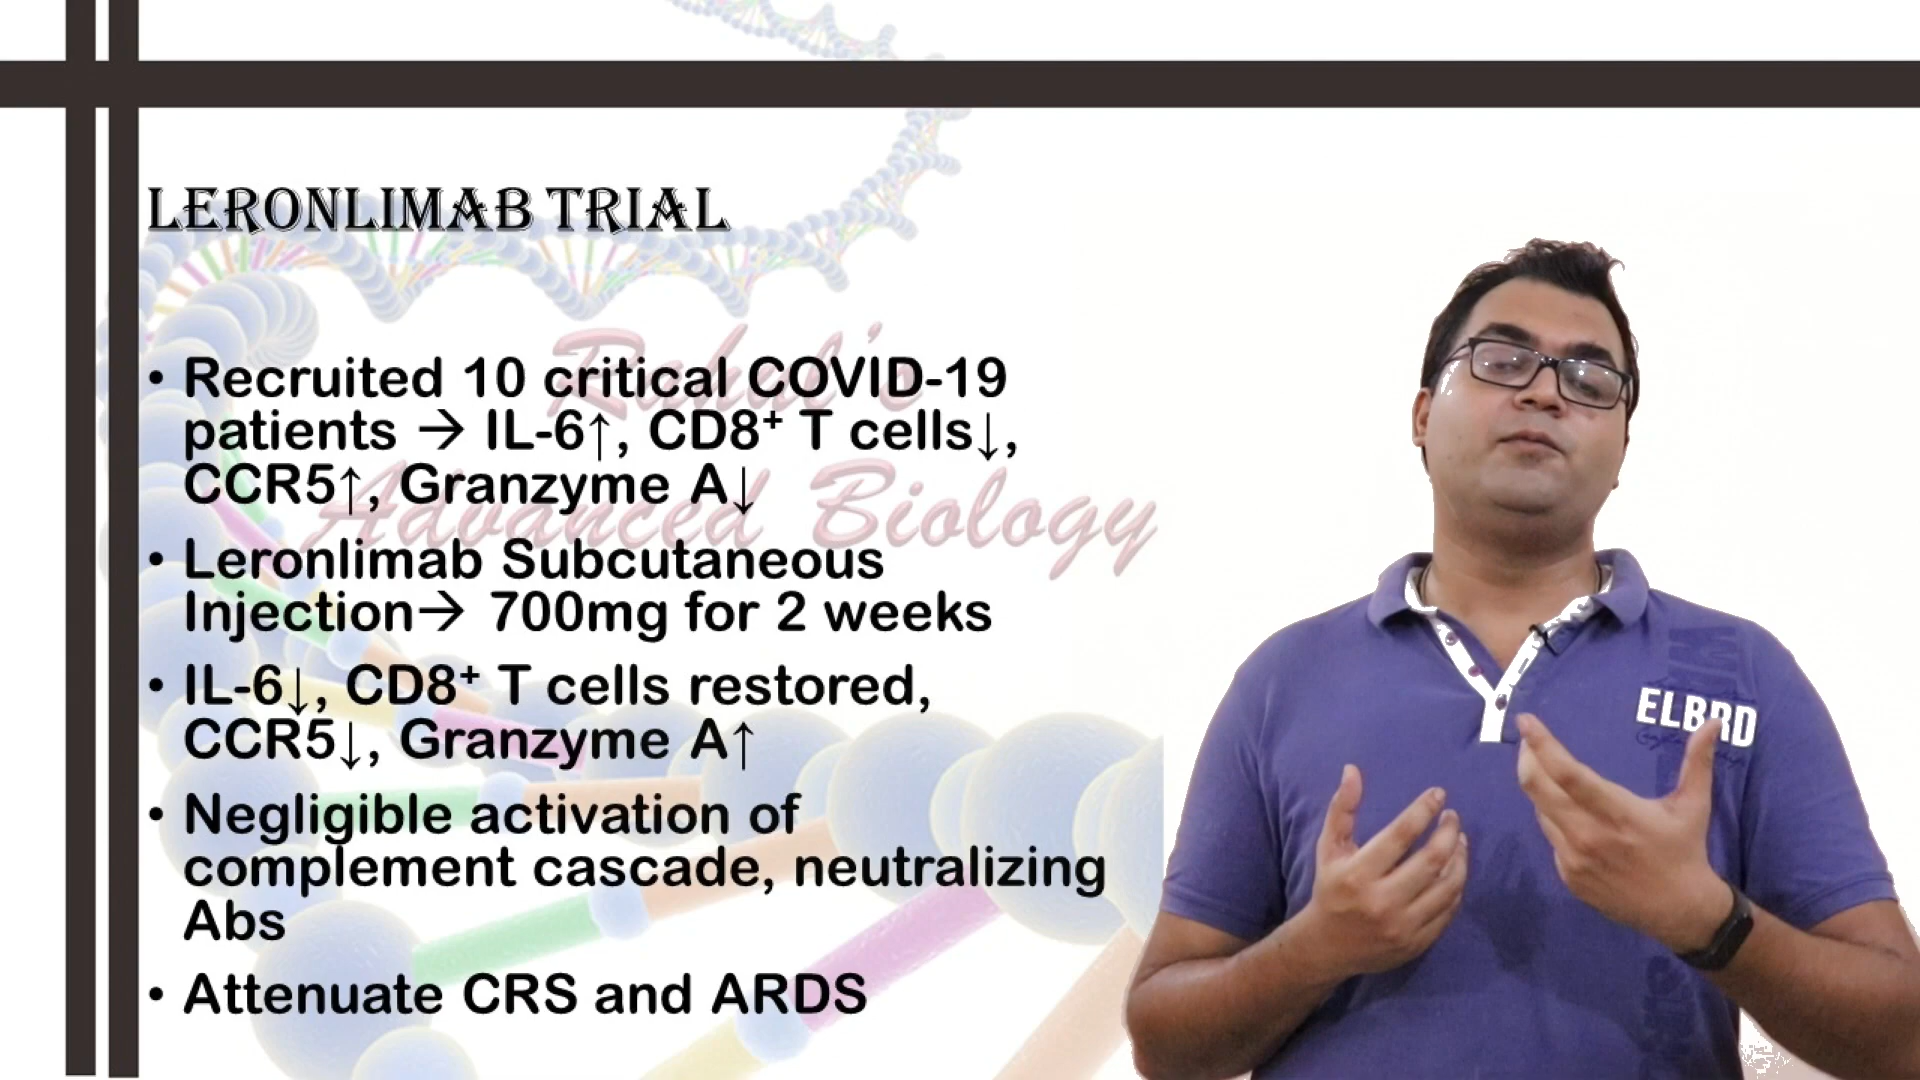 LERONLIMAB TRIAL
Rahul's
Advanced Biology
• Recruited 10 critical COVID-19
patients → IL-6↑, CD8⁺ T cells↓,
CCR5↑, Granzyme A↓
• Leronlimab Subcutaneous
Injection→ 700mg for 2 weeks
• IL-6↓, CD8⁺ T cells restored,
CCR5↓, Granzyme A↑
• Negligible activation of
complement cascade, neutralizing
Abs
• Attenuate CRS and ARDS
ELBRD